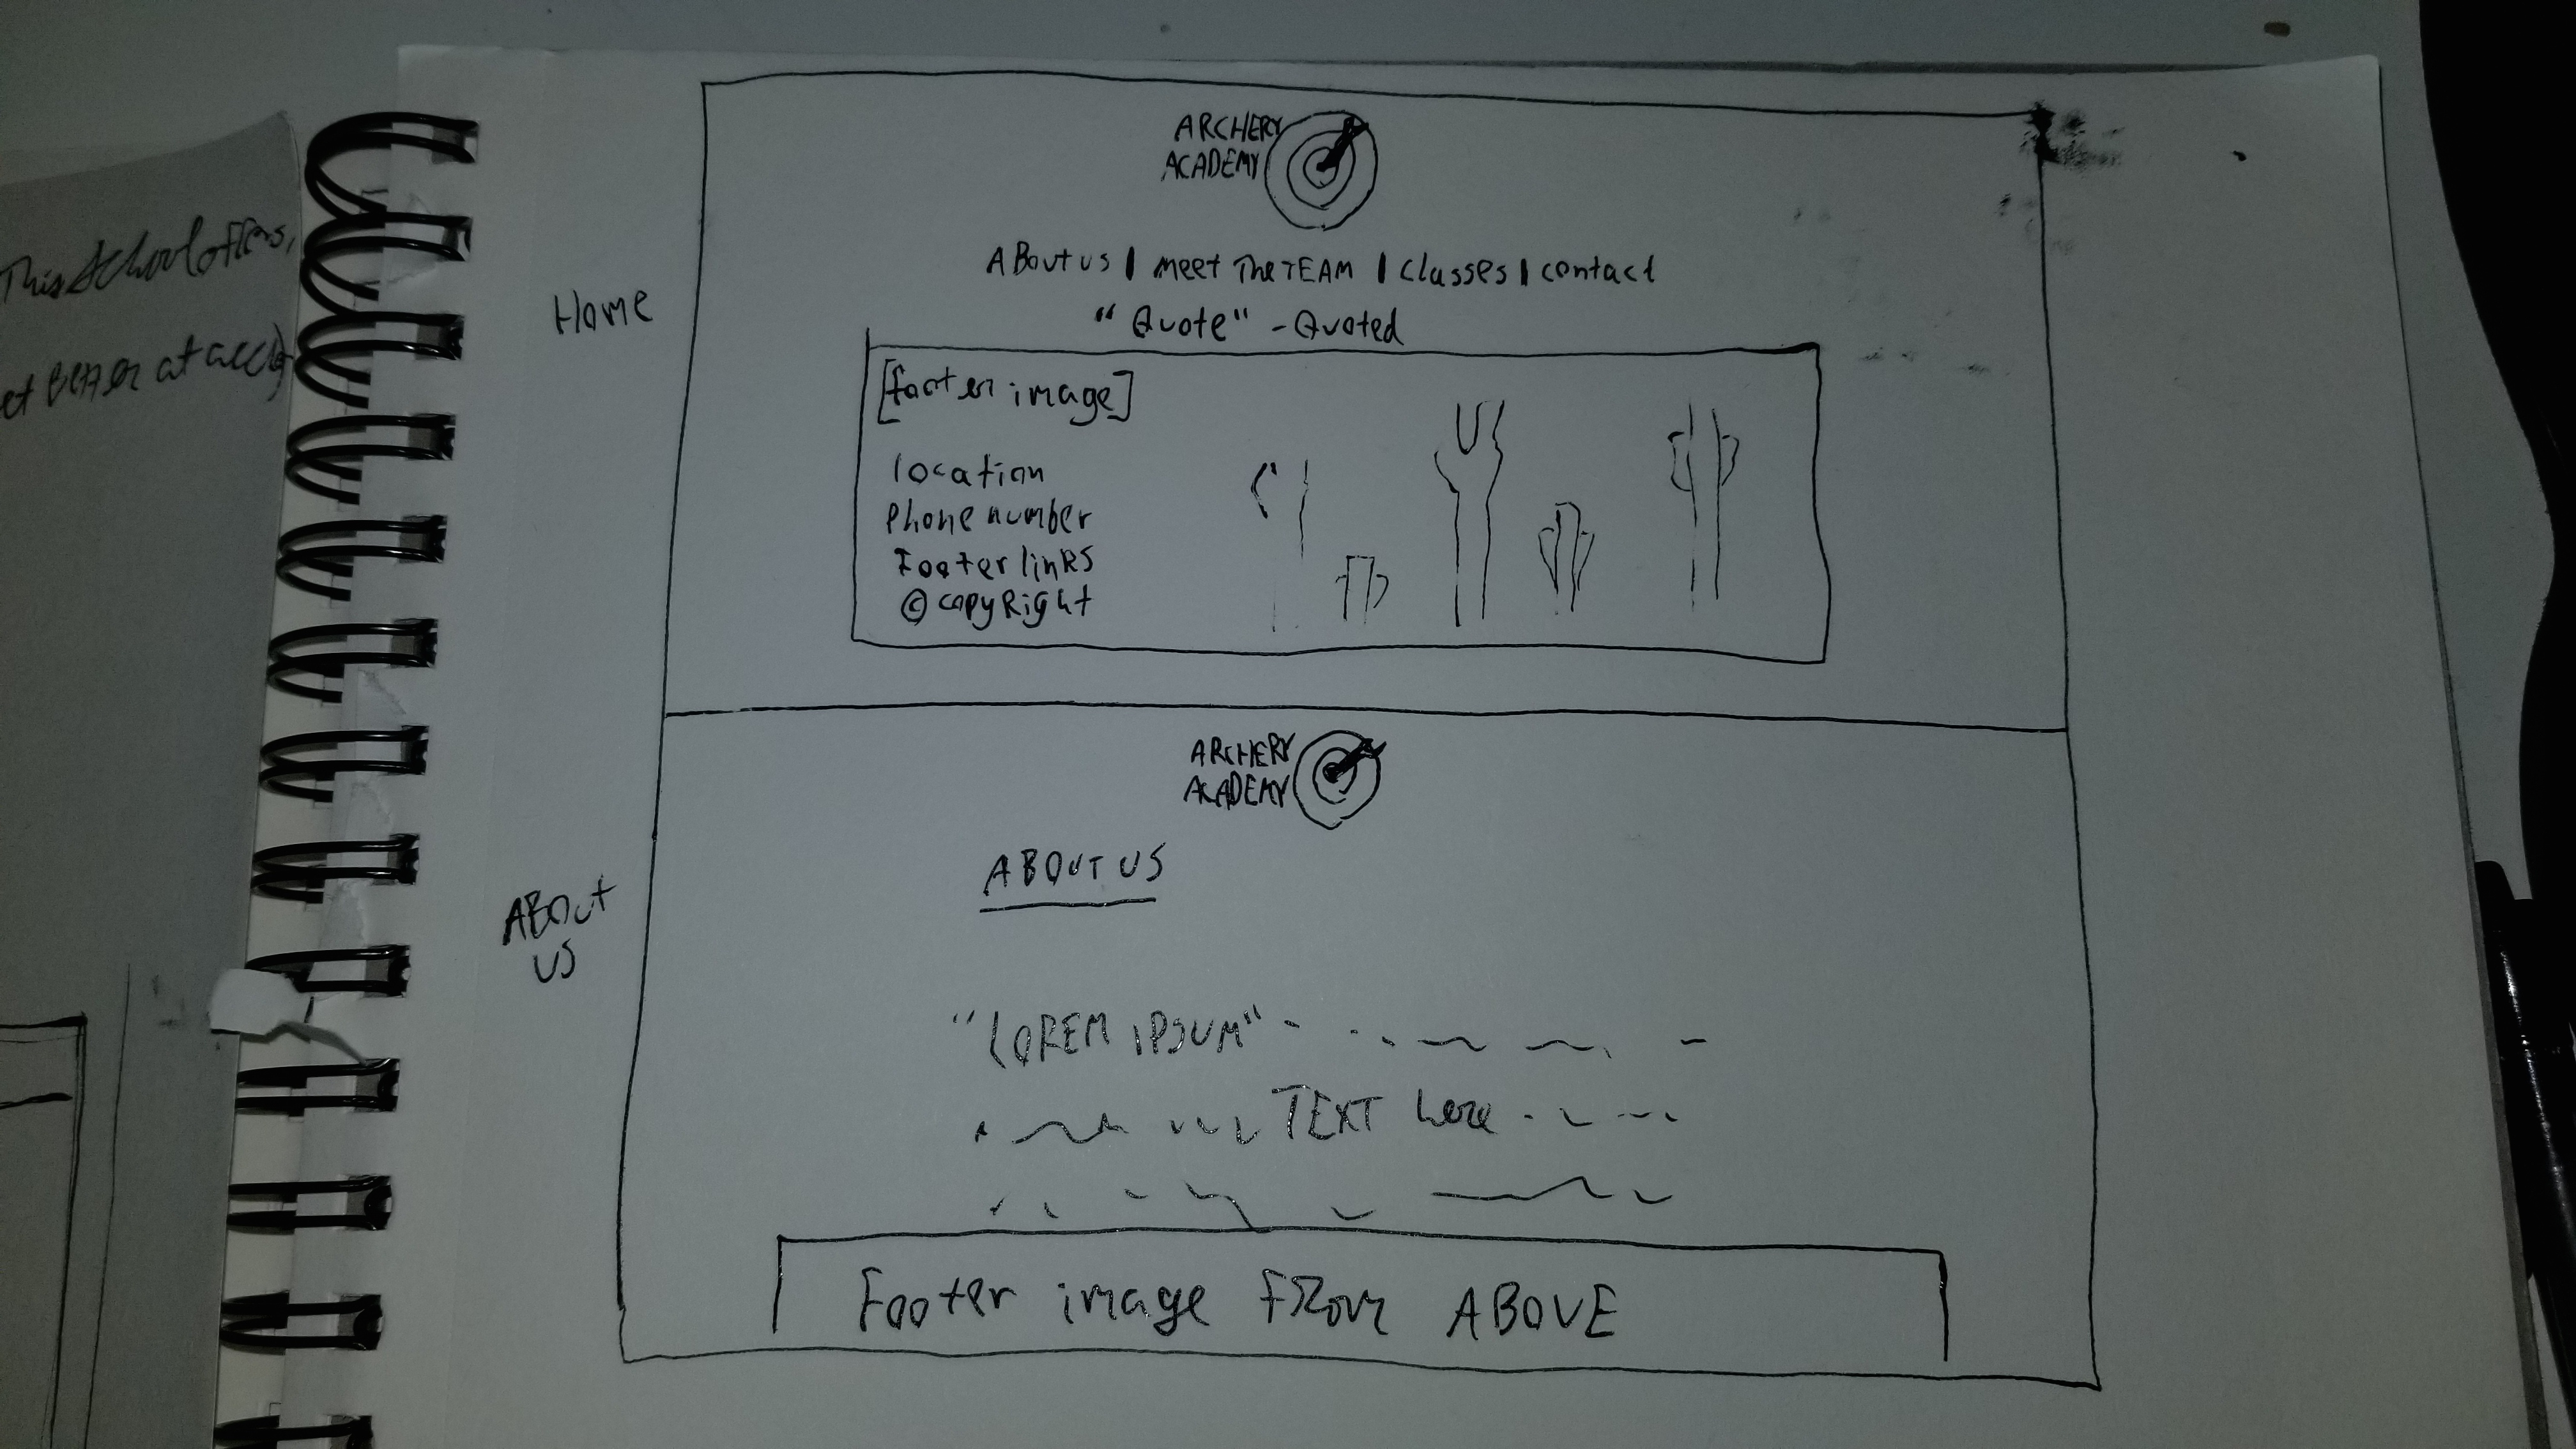 This School offers,
et Better at
Home
ARCHERY
ACADEMY
ABout us | Meet The TEAM | Classes | contact
"Quote" - Quoted
[footer image]
location
Phone number
Footer links
© copyRight
ABOut
US
ARCHERY
ACADEMY
ABOUT US
"LOREM IPSUM"
TEXT here
Footer image from ABOVE